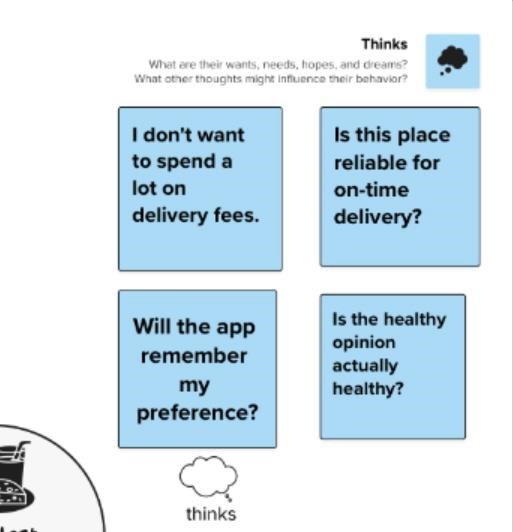 Thinks
What are their wants, needs, hopes, and dreams?
What other thoughts might influence their behavior?
I don't want
to spend a
lot on
delivery fees.
Is this place
reliable for
on-time
delivery?
Will the app
remember
my
preference?
Is the healthy
opinion
actually
healthy?
thinks